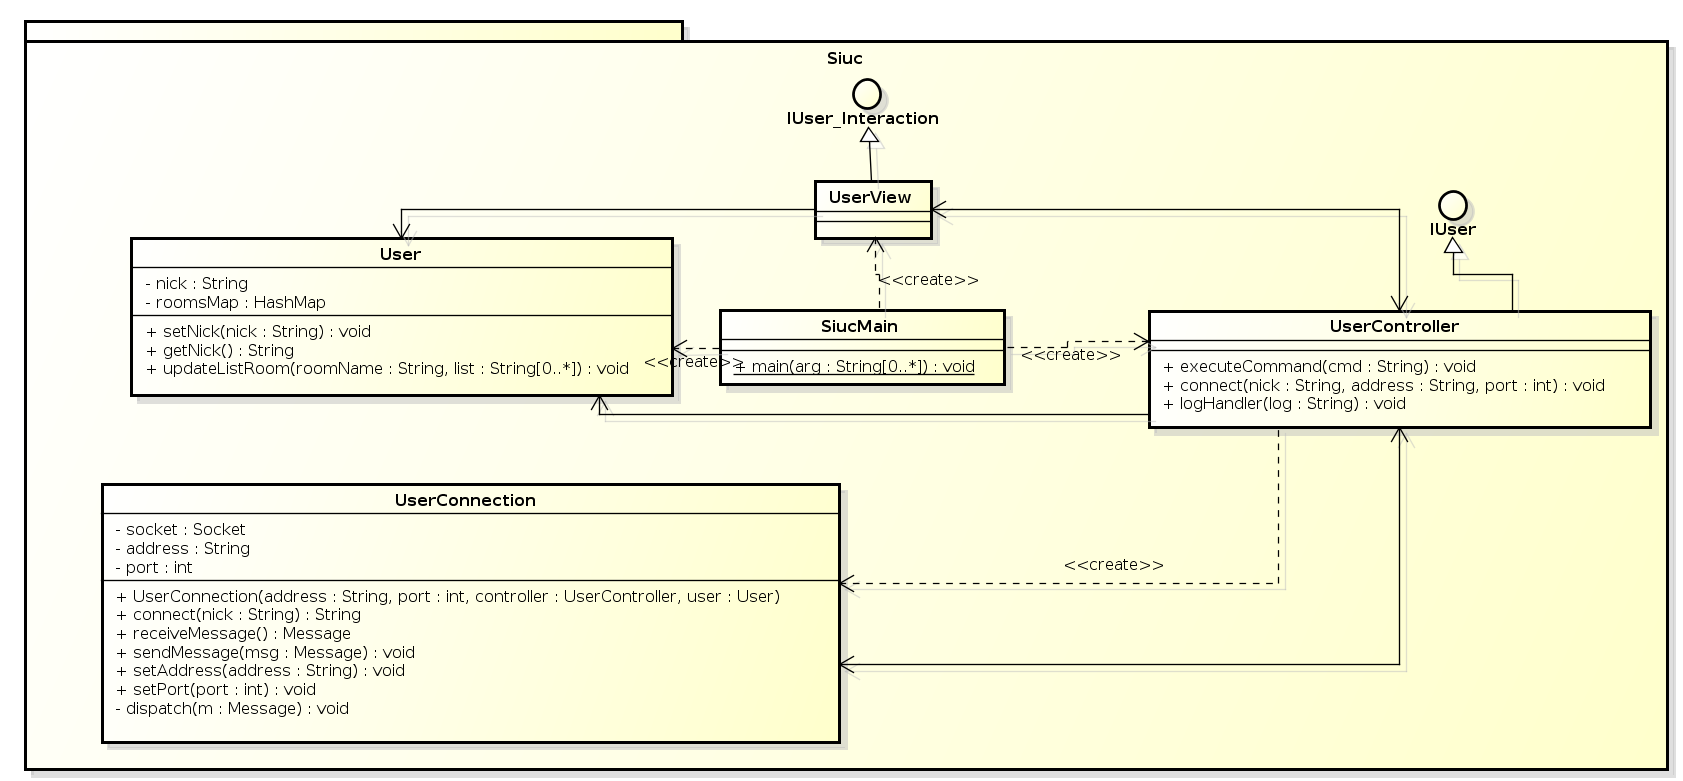 Siuc
IUser_Interaction
UserView
IUser
User
- nick : String
- roomsMap : HashMap
+ setNick(nick : String) : void
+ getNick() : String
+ updateListRoom(roomName : String, list : String[0..*]) : void
<<create>>
SiucMain
+ main(arg : String[0..*]) : void
<<create>>
<<create>>
UserController
+ executeCommand(cmd : String) : void
+ connect(nick : String, address : String, port : int) : void
+ logHandler(log : String) : void
UserConnection
- socket : Socket
- address : String
- port : int
+ UserConnection(address : String, port : int, controller : UserController, user : User)
+ connect(nick : String) : String
+ receiveMessage() : Message
+ sendMessage(msg : Message) : void
+ setAddress(address : String) : void
+ setPort(port : int) : void
- dispatch(m : Message) : void
<<create>>